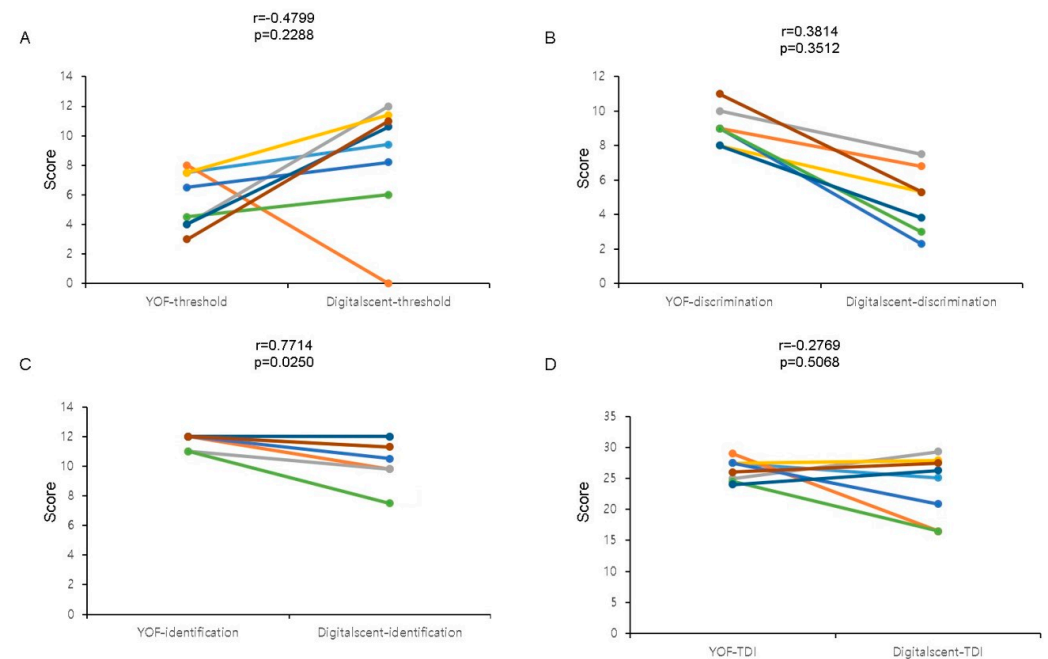 A
r=-0.4799
p=0.2288
14
12
10
8
6
4
2
0
Score
YOF-threshold
Digitalscent-threshold
B
r=0.3814
p=0.3512
12
10
8
6
4
2
0
Score
YOF-discrimination
Digitalscent-discrimination
C
r=0.7714
p=0.0250
14
12
10
8
6
4
2
0
Score
YOF-identification
Digitalscent-identification
D
r=-0.2769
p=0.5068
35
30
25
20
15
10
5
0
Score
YOF-TDI
Digitalscent-TDI